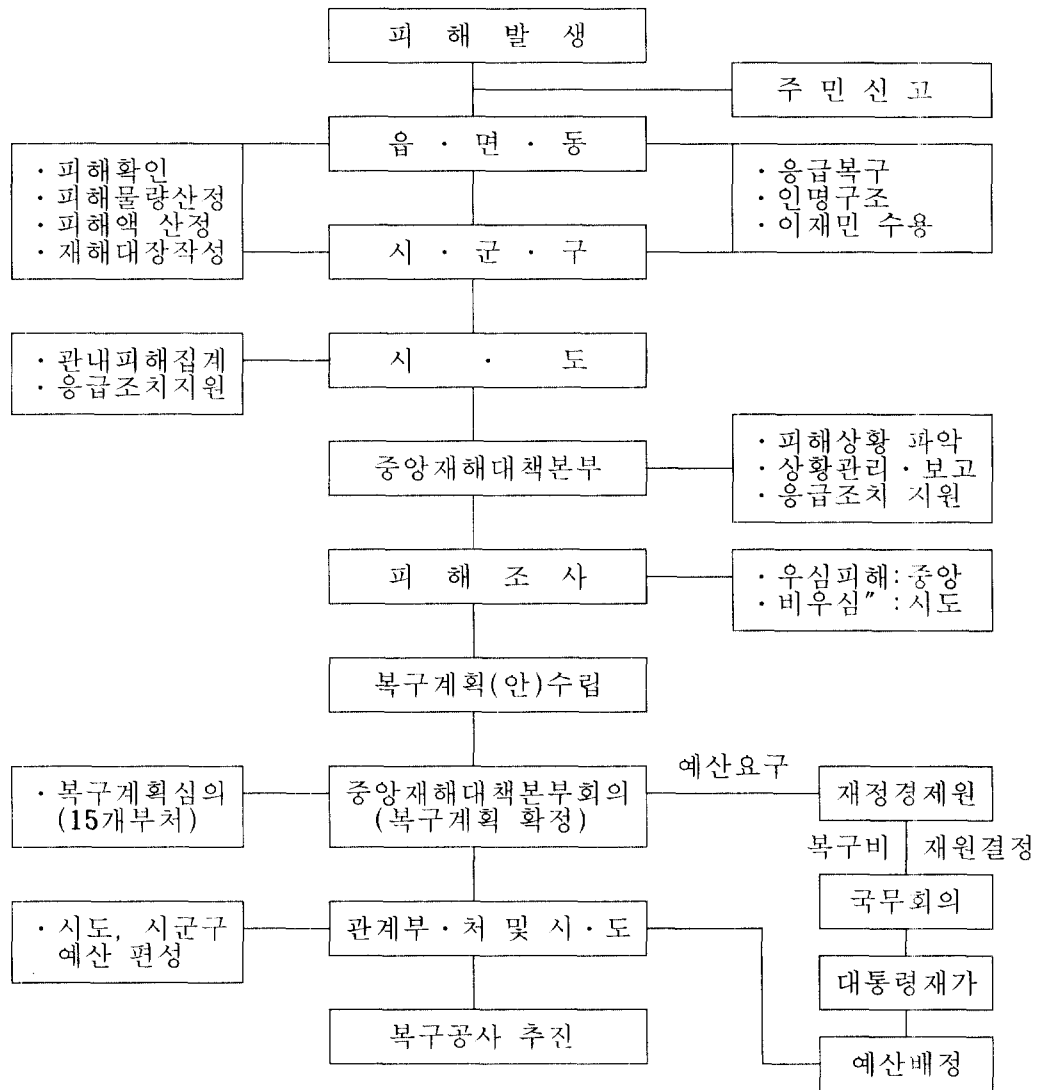 피 해 발 생
주 민 신 고
읍 · 면 · 동
· 피해확인
· 피해물량산정
· 피해액 산정
· 재해대장작성
· 응급복구
· 인명구조
· 이재민 수용
시 · 군 · 구
· 관내피해집계
· 응급조치지원
시 · 도
중앙재해대책본부
· 피해상황 파악
· 상황관리 · 보고
· 응급조치 지원
피 해 조 사
· 우심피해: 중앙
· 비우심" : 시도
복구계획(안)수립
· 복구계획심의
(15개부처)
중앙재해대책본부회의
(복구계획 확정)
예산요구
재정경제원
복구비 재원결정
국무회의
· 시도, 시군구
예산 편성
관계부 · 처 및 시 · 도
대통령재가
복구공사 추진
예산배정